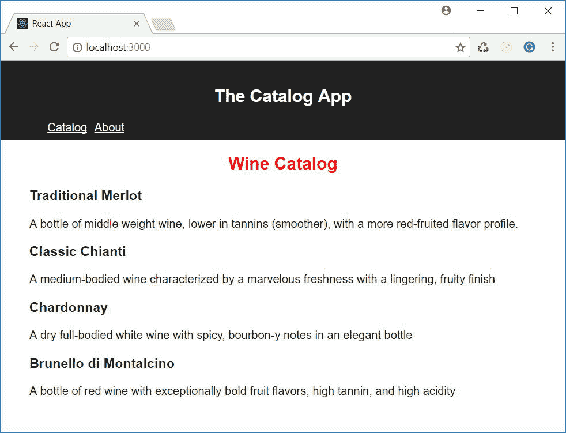 React App
localhost:3000
The Catalog App
Catalog About
Wine Catalog
Traditional Merlot
A bottle of middle weight wine, lower in tannins (smoother), with a more red-fruited flavor profile.
Classic Chianti
A medium-bodied wine characterized by a marvelous freshness with a lingering, fruity finish
Chardonnay
A dry full-bodied white wine with spicy, bourbon-y notes in an elegant bottle
Brunello di Montalcino
A bottle of red wine with exceptionally bold fruit flavors, high tannin, and high acidity